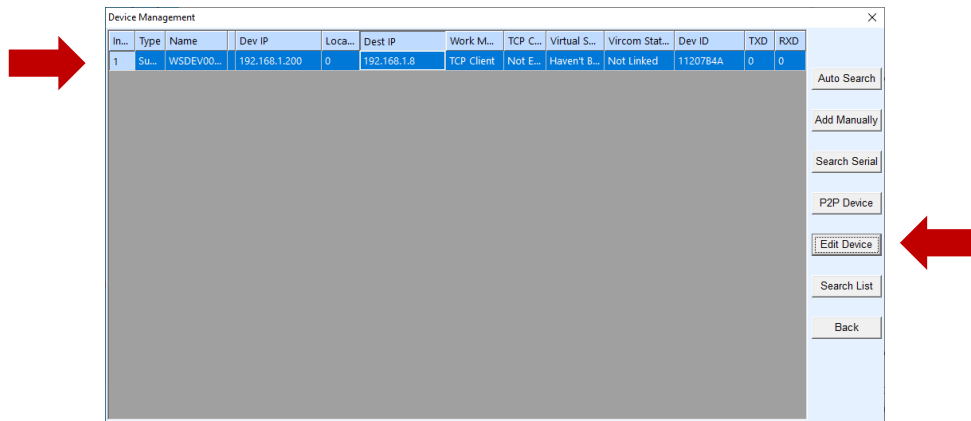 Device Management
In... Type Name Dev IP Loca... Dest IP Work M... TCP C... Virtual S... Vircom Stat... Dev ID TXD RXD
1 Su... WSDEV00... 192.168.1.200 0 192.168.1.8 TCP Client Not E... Haven't B... Not Linked 11207B4A 0 0
Auto Search
Add Manually
Search Serial
P2P Device
Edit Device
Search List
Back